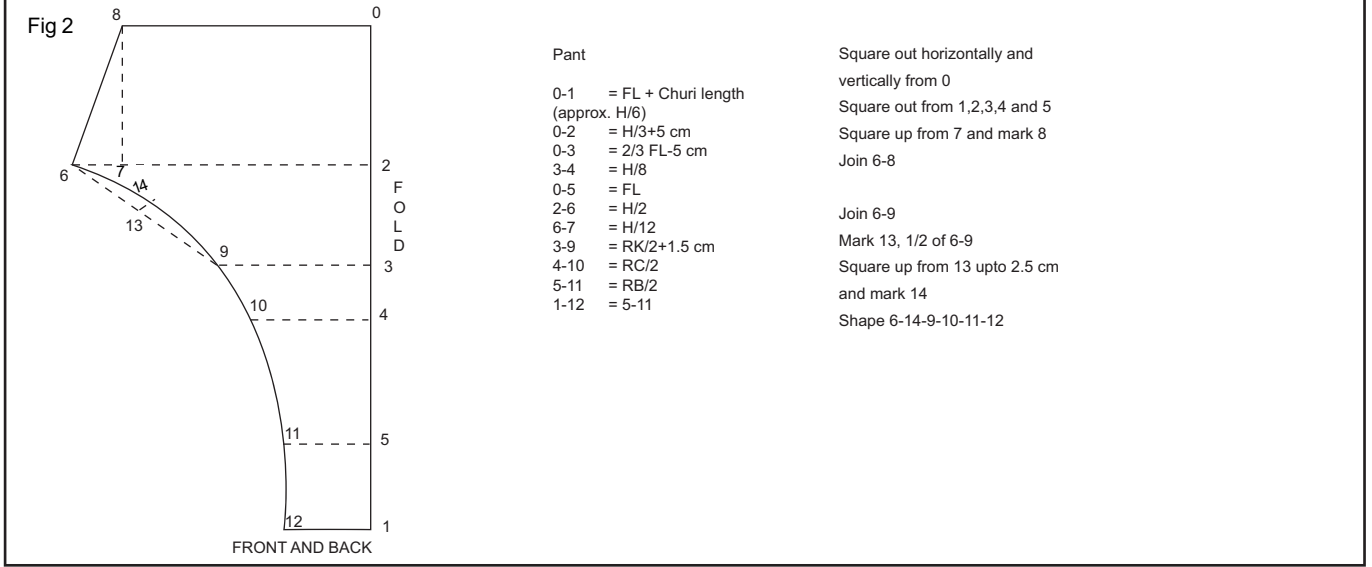 Fig 2
8
0
6
7
2
14
13
FOLD
9
3
10
4
11
5
12
1
FRONT AND BACK
Pant
0-1 = FL + Churi length
(approx. H/6)
0-2 = H/3+5 cm
0-3 = 2/3 FL-5 cm
3-4 = H/8
0-5 = FL
2-6 = H/2
6-7 = H/12
3-9 = RK/2+1.5 cm
4-10 = RC/2
5-11 = RB/2
1-12 = 5-11
Square out horizontally and
vertically from 0
Square out from 1,2,3,4 and 5
Square up from 7 and mark 8
Join 6-8
Join 6-9
Mark 13, 1/2 of 6-9
Square up from 13 upto 2.5 cm
and mark 14
Shape 6-14-9-10-11-12